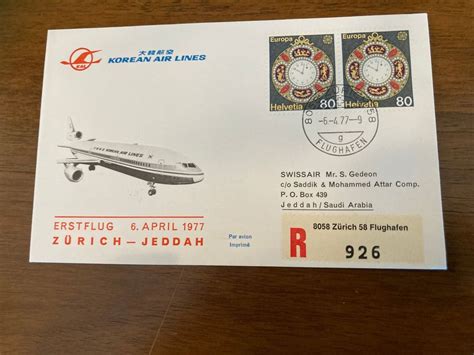 大韓航空
KAL
KOREAN AIR LINES
Europa
Helvetia 80
Europa
Helvetia 80
-6.-4.77-9
g
FLUGHAFEN
KOREAN AIR LINES
SWISSAIR Mr. S. Gedeon
c/o Saddik & Mohammed Attar Comp.
P.O. Box 439
Jeddah/Saudi Arabia
ERSTFLUG 6. APRIL 1977
ZÜRICH — JEDDAH
Par avion
Imprimé
R
8058 Zürich 58 Flughafen
926